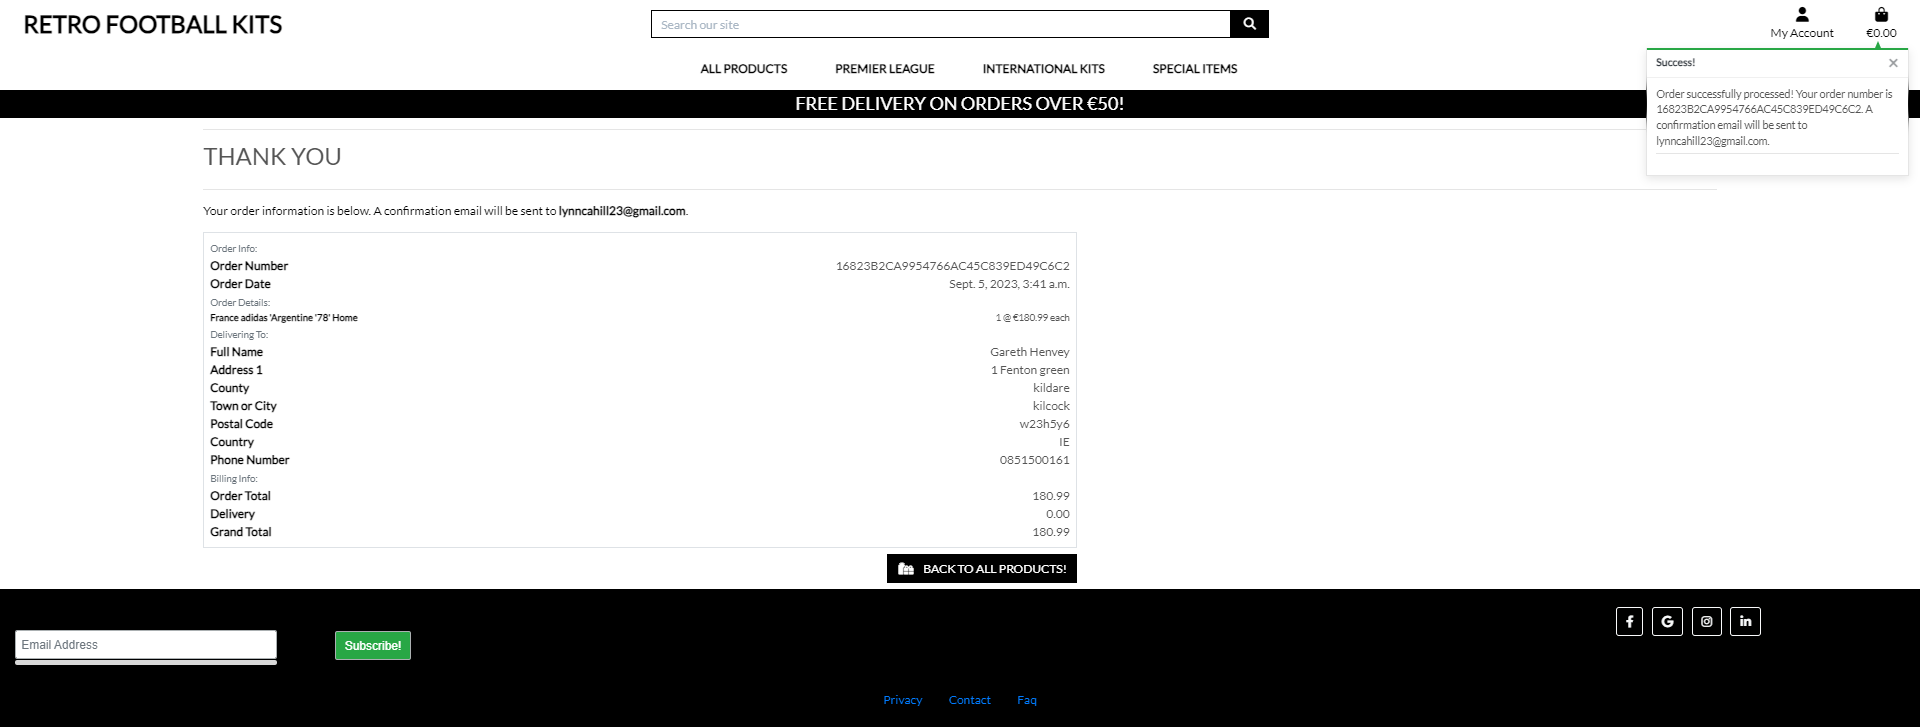 RETRO FOOTBALL KITS
Search our site
My Account
€0.00
ALL PRODUCTS PREMIER LEAGUE INTERNATIONAL KITS SPECIAL ITEMS
Success! ×
Order successfully processed! Your order number is
16823B2CA9954766AC45C839ED49C6C2. A
confirmation email will be sent to
lynncahill23@gmail.com.
FREE DELIVERY ON ORDERS OVER €50!
THANK YOU
Your order information is below. A confirmation email will be sent to lynncahill23@gmail.com.
Order Info:
Order Number 16823B2CA9954766AC45C839ED49C6C2
Order Date Sept. 5, 2023, 3:41 a.m.
Order Details:
France adidas 'Argentine '78' Home 1 @ €180.99 each
Delivering To:
Full Name Gareth Henvey
Address 1 1 Fenton green
County kildare
Town or City kilcock
Postal Code w23h5y6
Country IE
Phone Number 0851500161
Billing Info:
Order Total 180.99
Delivery 0.00
Grand Total 180.99
BACK TO ALL PRODUCTS!
Email Address Subscribe!
Privacy Contact Faq